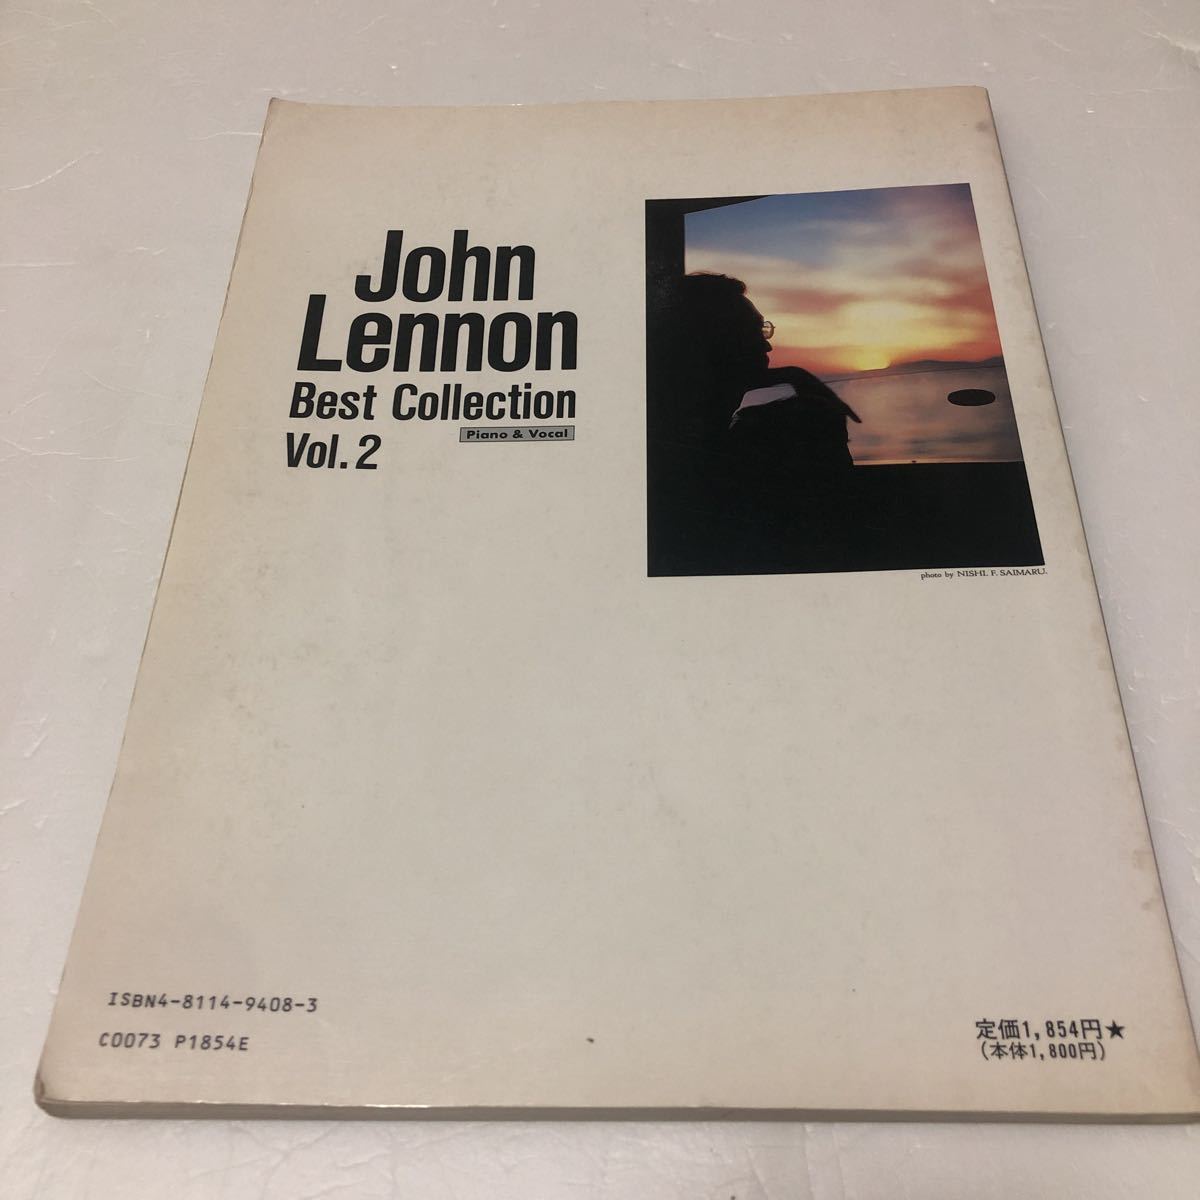 John
Lennon
Best Collection
Piano & Vocal
Vol. 2
photo by NISHI. F. SAIMARU.
ISBN4-8114-9408-3
C0073 P1854E
定価1,854円★
(本体1,800円)